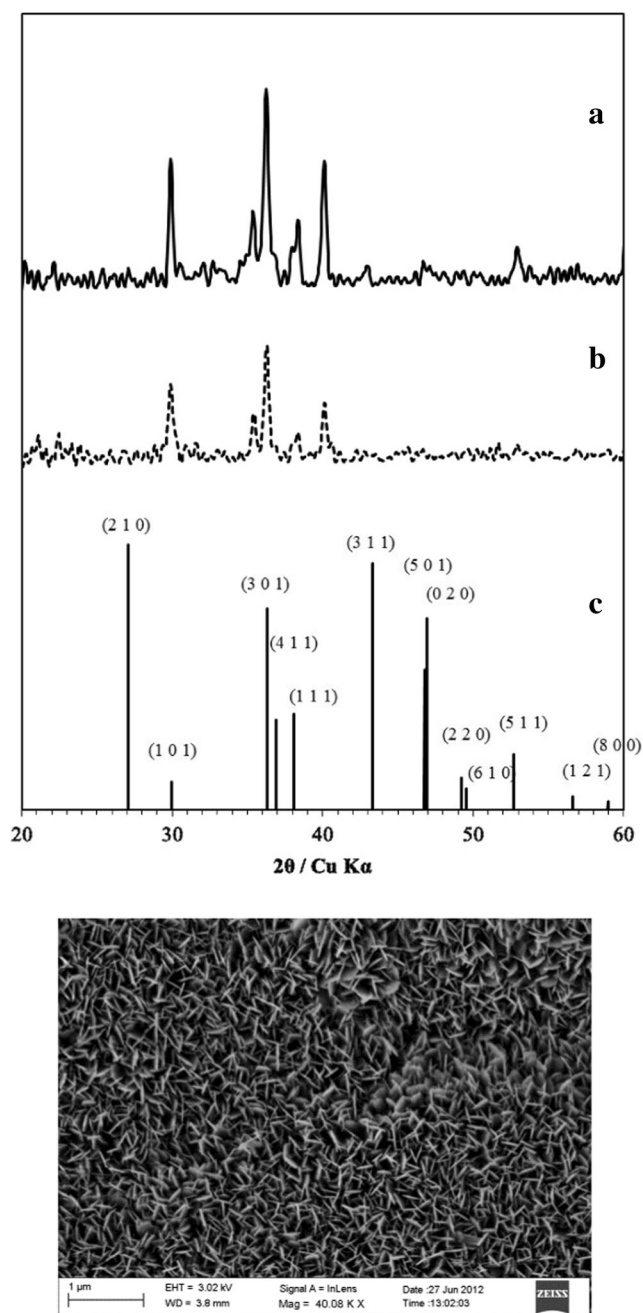 a
b
(2 1 0)
(3 1 1)
(5 0 1)
(3 0 1)
(0 2 0)
c
(4 1 1)
(1 1 1)
(2 2 0)
(5 1 1)
(8 0 0)
(1 0 1)
(6 1 0)
(1 2 1)
20 30 40 50 60
2θ / Cu Kα
1 µm EHT = 3.02 kV Signal A = InLens Date :27 Jun 2012 ZEISS
WD = 3.8 mm Mag = 40.08 K X Time :13:02:03